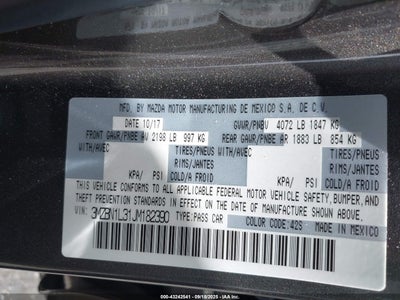 MFD. BY MAZDA MOTOR MANUFACTURING DE MEXICO S.A. DE C.V.
DATE 10/17 GVWR/PNBV 4072 LB 1847 KG
FRONT GAWR/PNBE AV 2198 LB 997 KG REAR GAWR/PNBE AR 1883 LB 854 KG
WITH/AVEC TIRES/PNEUS WITH/AVEC TIRES/PNEUS
RIMS/JANTES RIMS/JANTES
KPA/ PSI COLD/A FROID KPA/ PSI COLD/A FROID
THIS VEHICLE CONFORMS TO ALL APPLICABLE FEDERAL MOTOR VEHICLE SAFETY, BUMPER, AND
THEFT PREVENTION STANDARDS IN EFFECT ON THE DATE OF MANUFACTURE SHOWN ABOVE.
VIN: 3MZBN1L31JM182390 TYPE: PASS CAR COLOR CODE: 42S
MADE IN MEXICO
000-43242541 - 09/18/2025 - IAA Inc.